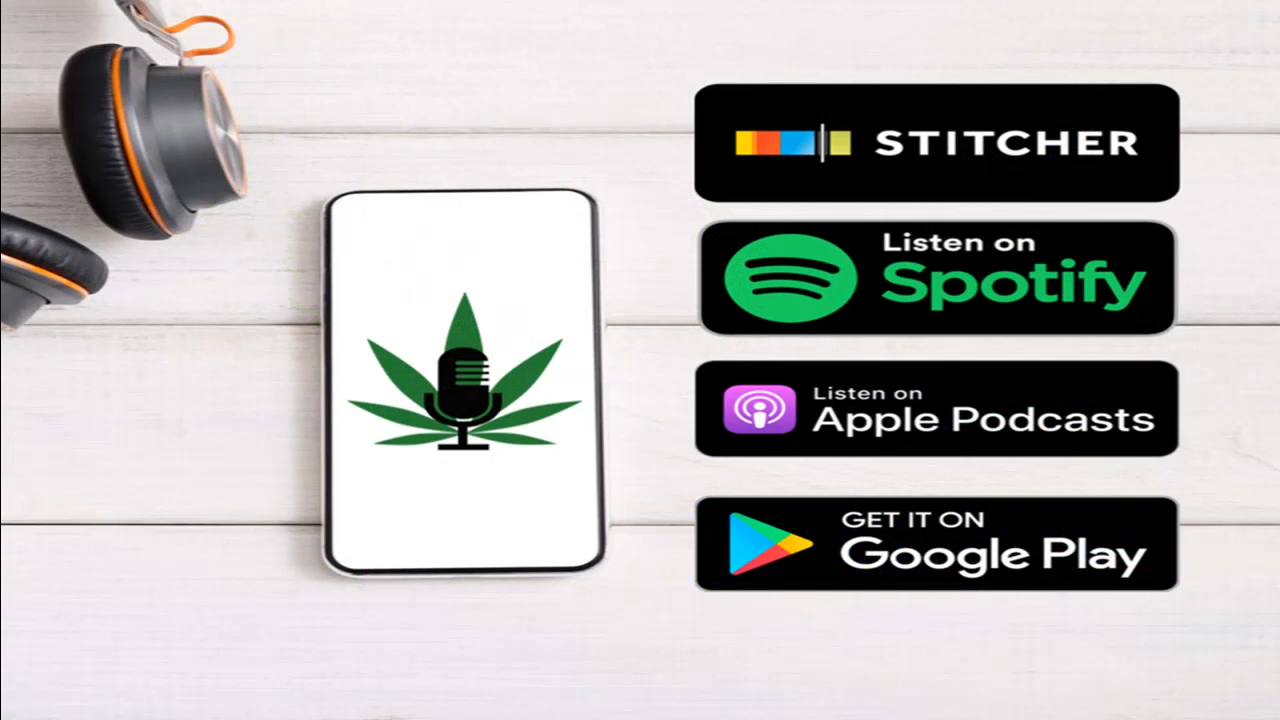 STITCHER
Listen on
Spotify
Listen on
Apple Podcasts
GET IT ON
Google Play